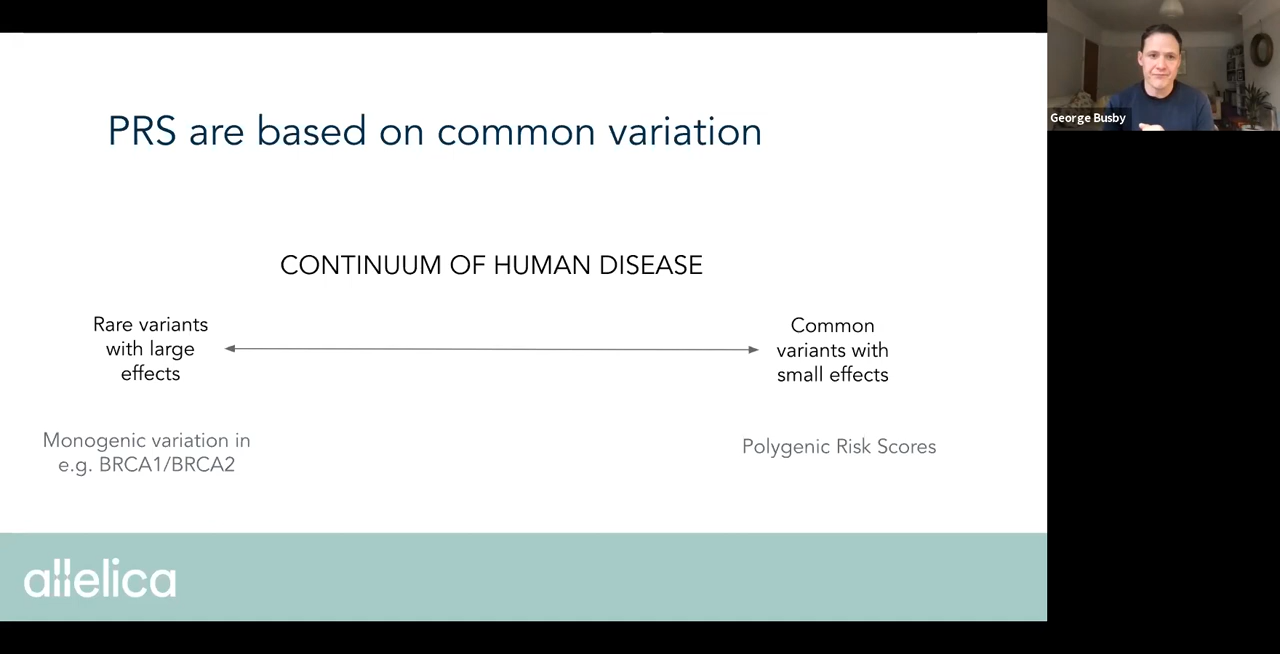 PRS are based on common variation
CONTINUUM OF HUMAN DISEASE
Rare variants
with large
effects
Common
variants with
small effects
Monogenic variation in
e.g. BRCA1/BRCA2
Polygenic Risk Scores
allelica
George Busby